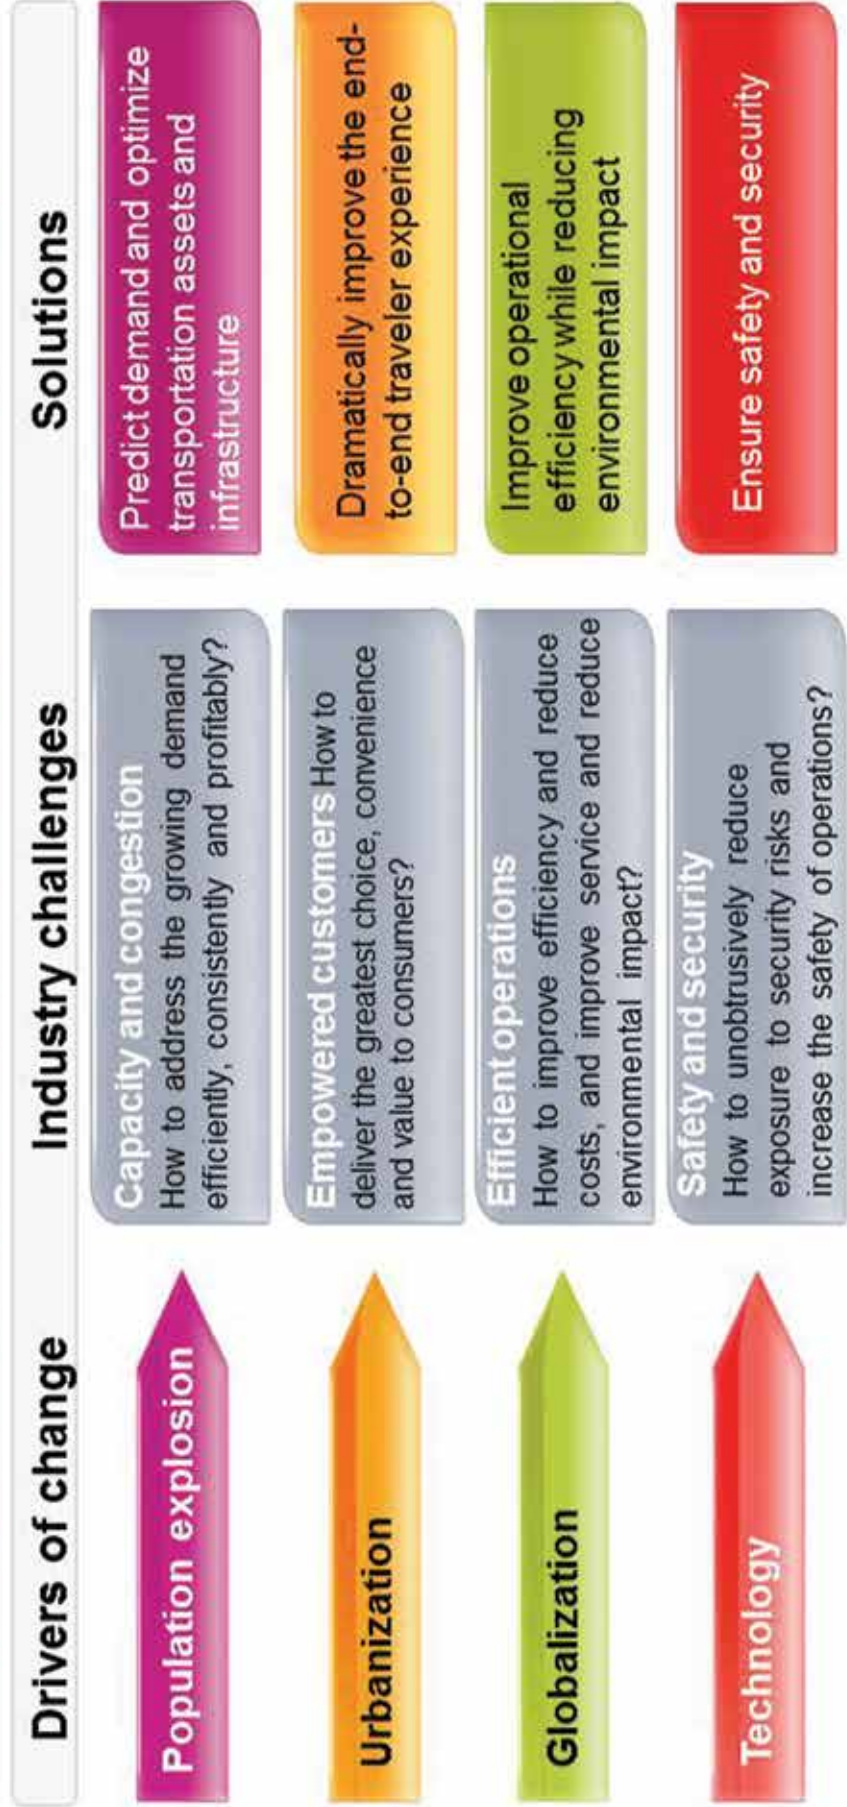 Drivers of change
Industry challenges
Solutions
Population explosion
Capacity and congestion
How to address the growing demand
efficiently, consistently and profitably?
Predict demand and optimize
transportation assets and
infrastructure
Urbanization
Empowered customers How to
deliver the greatest choice, convenience
and value to consumers?
Dramatically improve the end-
to-end traveler experience
Globalization
Efficient operations
How to improve efficiency and reduce
costs, and improve service and reduce
environmental impact?
Improve operational
efficiency while reducing
environmental impact
Technology
Safety and security
How to unobtrusively reduce
exposure to security risks and
increase the safety of operations?
Ensure safety and security